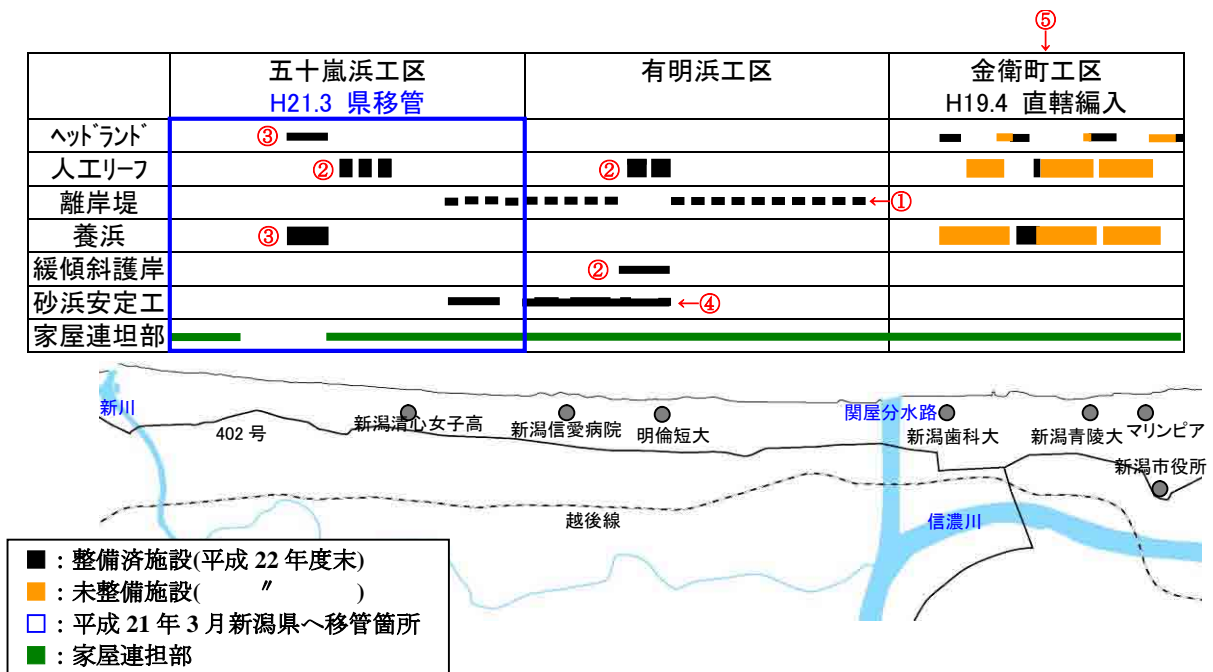 ⑤
↓
五十嵐浜工区
H21.3 県移管
有明浜工区
金衛町工区
H19.4 直轄編入
ヘッドランド
③
人工リーフ
②
②
離岸堤
←①
養浜
③
緩傾斜護岸
②
砂浜安定工
←④
家屋連坦部
新川
402 号
新潟清心女子高
新潟信愛病院
明倫短大
関屋分水路
新潟歯科大
新潟青陵大
マリンピア
新潟市役所
越後線
信濃川
■：整備済施設(平成 22 年度末)
■：未整備施設( 〃 )
□：平成 21 年 3 月新潟県へ移管箇所
■：家屋連担部